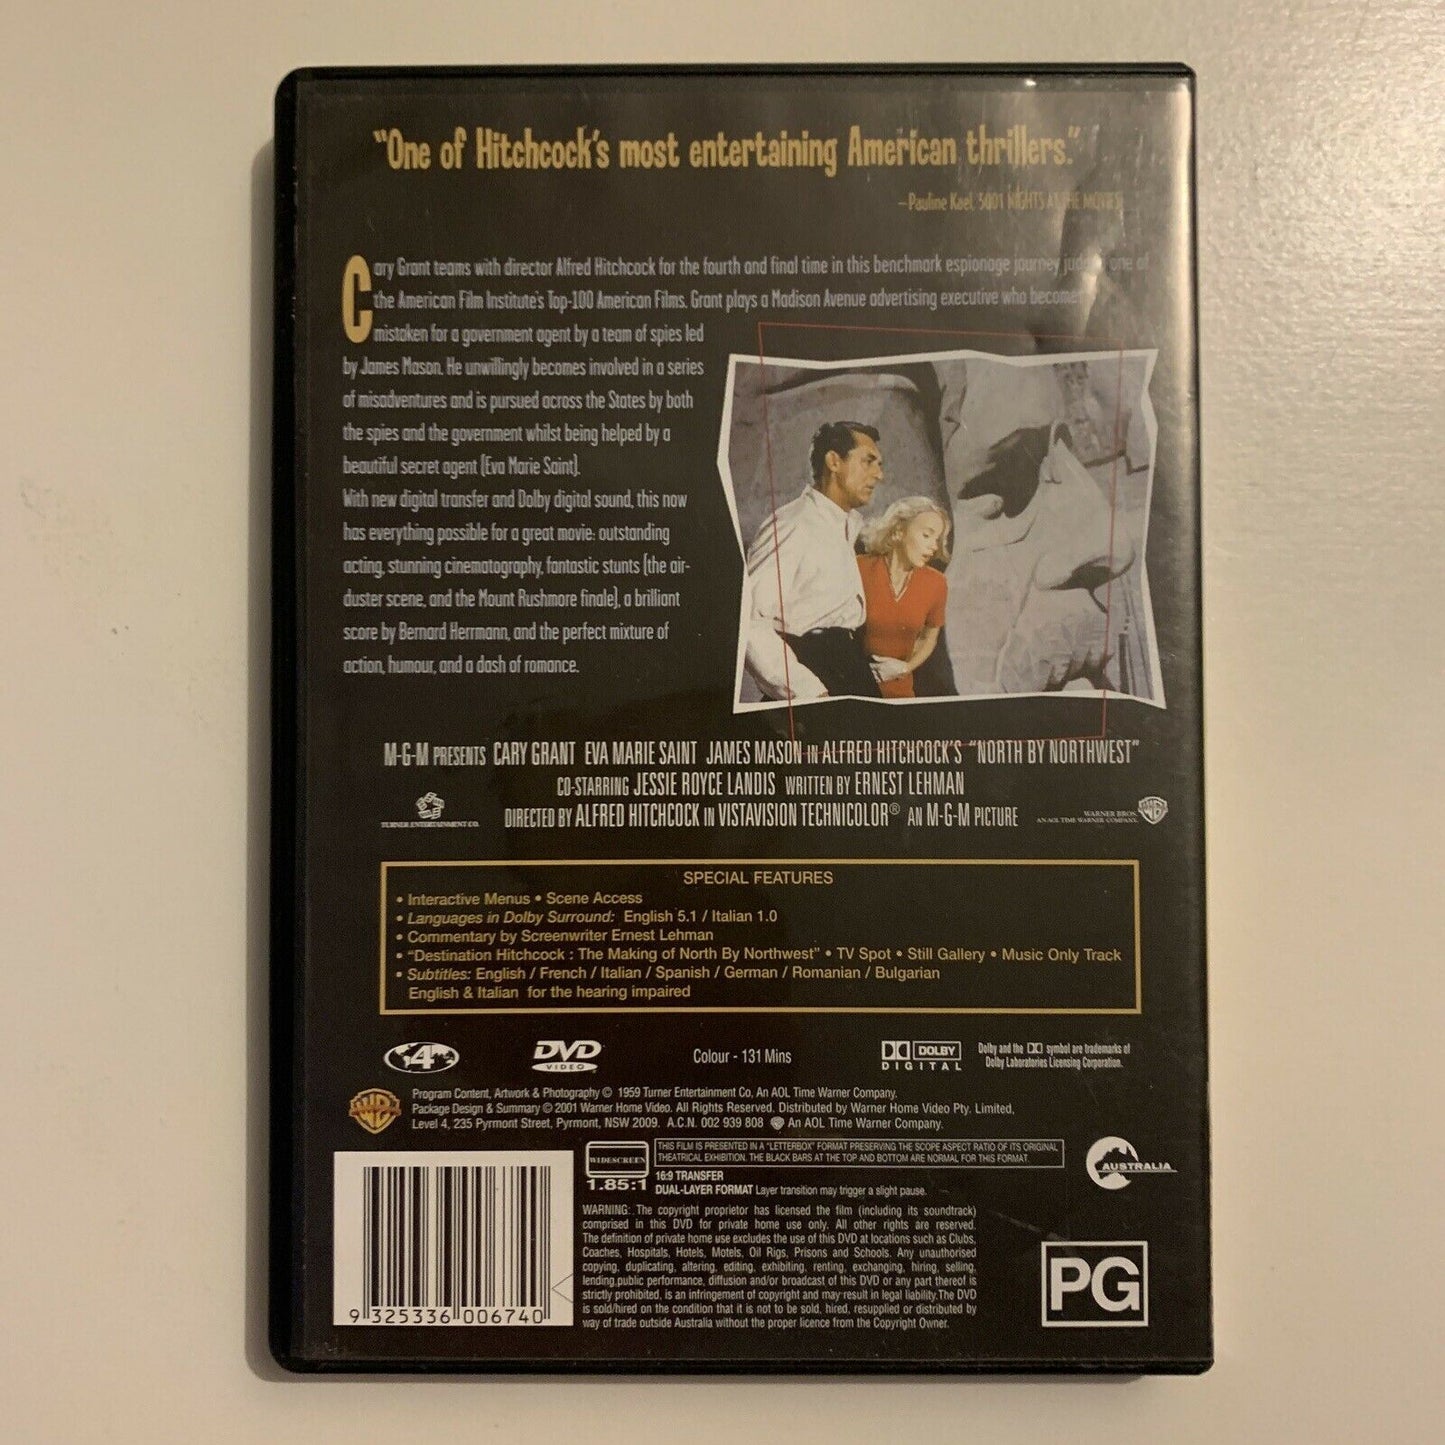 “One of Hitchcock's most entertaining American thrillers.”
—Pauline Kael, 5001 NIGHTS AT THE MOVIES
Cary Grant teams with director Alfred Hitchcock for the fourth and final time in this benchmark espionage journey one of
the American Film Institute's Top-100 American Films. Grant plays a Madison Avenue advertising executive who becomes
mistaken for a government agent by a team of spies led
by James Mason. He unwillingly becomes involved in a series
of misadventures and is pursued across the States by both
the spies and the government whilst being helped by a
beautiful secret agent (Eva Marie Saint).
With new digital transfer and Dolby digital sound, this now
has everything possible for a great movie: outstanding
acting, stunning cinematography, fantastic stunts (the air-
duster scene, and the Mount Rushmore finale), a brilliant
score by Bernard Herrmann, and the perfect mixture of
action, humour, and a dash of romance.
M-G-M PRESENTS CARY GRANT EVA MARIE SAINT JAMES MASON IN ALFRED HITCHCOCK'S “NORTH BY NORTHWEST”
CO-STARRING JESSIE ROYCE LANDIS WRITTEN BY ERNEST LEHMAN
DIRECTED BY ALFRED HITCHCOCK IN VISTAVISION TECHNICOLOR® AN M-G-M PICTURE
TURNER ENTERTAINMENT CO.
WARNER BROS.
AN AOL TIME WARNER COMPANY
SPECIAL FEATURES
• Interactive Menus • Scene Access
• Languages in Dolby Surround: English 5.1 / Italian 1.0
• Commentary by Screenwriter Ernest Lehman
• “Destination Hitchcock : The Making of North By Northwest” • TV Spot • Still Gallery • Music Only Track
• Subtitles: English / French / Italian / Spanish / German / Romanian / Bulgarian
English & Italian for the hearing impaired
4
DVD
VIDEO
Colour - 131 Mins
DOLBY
DIGITAL
Dolby and the DD symbol are trademarks of
Dolby Laboratories Licensing Corporation.
Program Content, Artwork & Photography © 1959 Turner Entertainment Co, An AOL Time Warner Company.
Package Design & Summary © 2001 Warner Home Video. All Rights Reserved. Distributed by Warner Home Video Pty. Limited,
Level 4, 235 Pyrmont Street, Pyrmont, NSW 2009. A.C.N. 002 939 808 An AOL Time Warner Company.
WIDESCREEN
1.85:1
THIS FILM IS PRESENTED IN A “LETTERBOX” FORMAT PRESERVING THE SCOPE ASPECT RATIO OF ITS ORIGINAL
THEATRICAL EXHIBITION. THE BLACK BARS AT THE TOP AND BOTTOM ARE NORMAL FOR THIS FORMAT.
16:9 TRANSFER
DUAL-LAYER FORMAT Layer transition may trigger a slight pause.
AUSTRALIA
WARNING: The copyright proprietor has licensed the film (including its soundtrack)
comprised in this DVD for private home use only. All other rights are reserved.
The definition of private home use excludes the use of this DVD at locations such as Clubs,
Coaches, Hospitals, Hotels, Motels, Oil Rigs, Prisons and Schools. Any unauthorised
copying, duplicating, altering, editing, exhibiting, renting, exchanging, hiring, selling,
lending,public performance, diffusion and/or broadcast of this DVD or any part thereof is
strictly prohibited, is an infringement of copyright and may result in legal liability.The DVD
is sold/hired on the condition that it is not to be sold, hired, resupplied or distributed by
way of trade outside Australia without the proper licence from the Copyright Owner.
9 325336 006740
PG